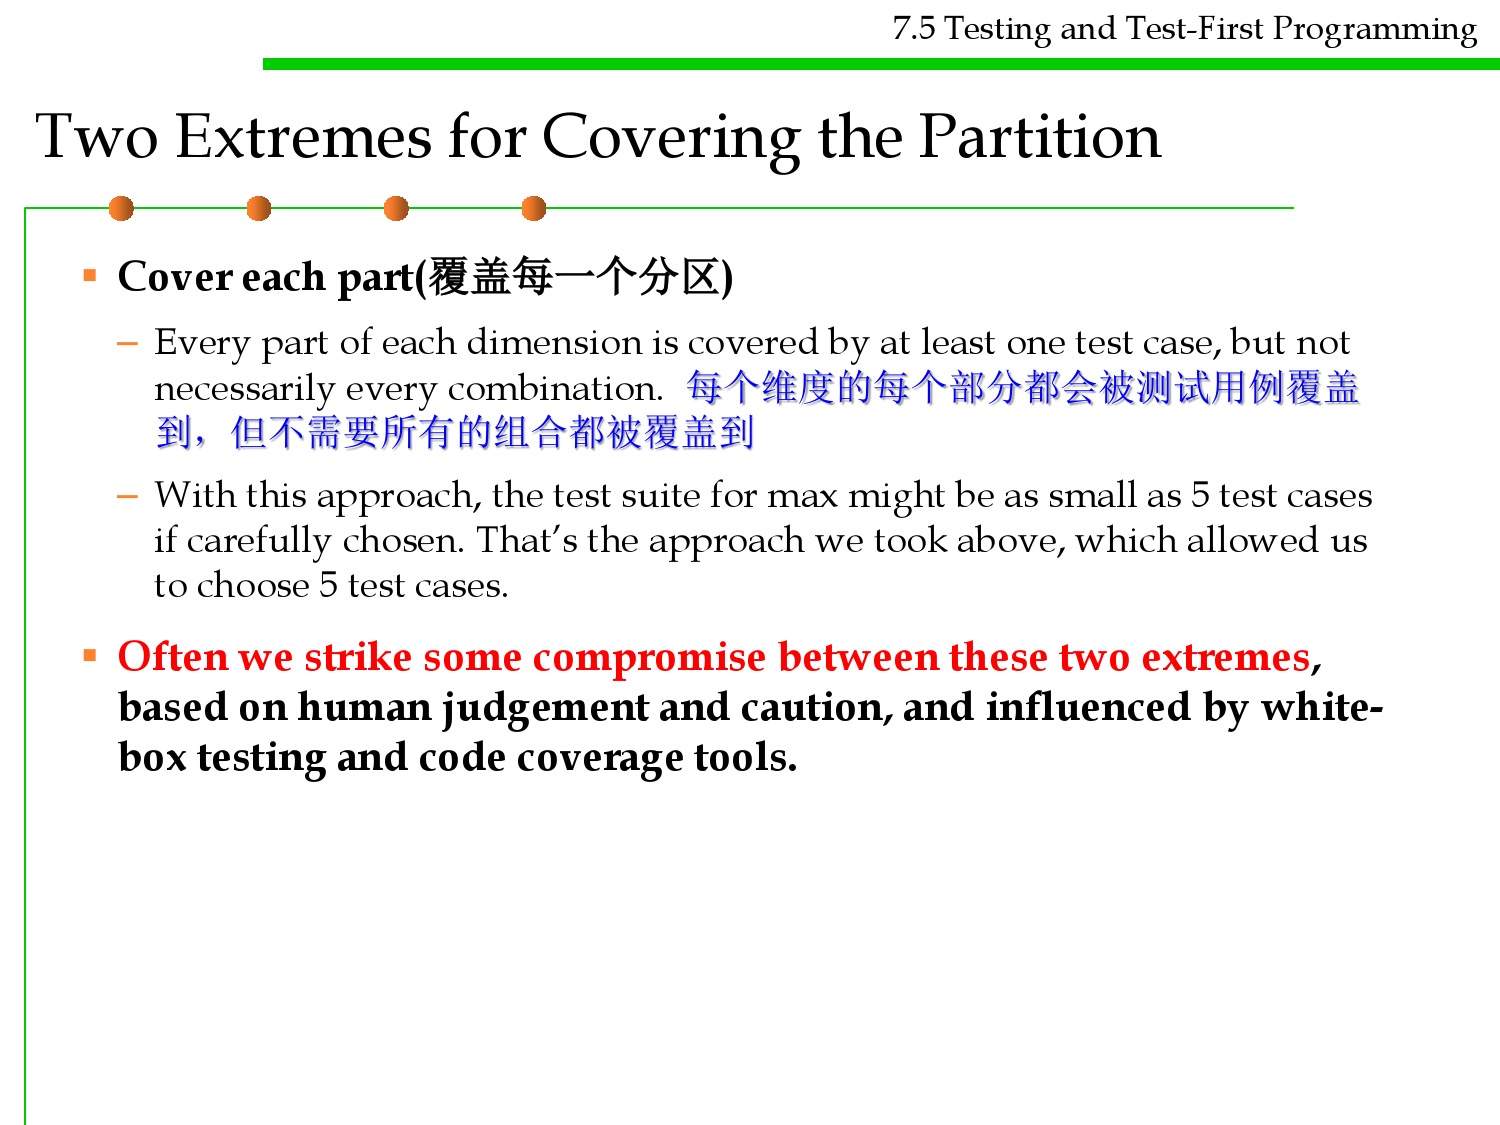 7.5 Testing and Test-First Programming
Two Extremes for Covering the Partition
Cover each part(覆盖每一个分区)
– Every part of each dimension is covered by at least one test case, but not
necessarily every combination. 每个维度的每个部分都会被测试用例覆盖
到，但不需要所有的组合都被覆盖到
– With this approach, the test suite for max might be as small as 5 test cases
if carefully chosen. That’s the approach we took above, which allowed us
to choose 5 test cases.
Often we strike some compromise between these two extremes,
based on human judgement and caution, and influenced by white-
box testing and code coverage tools.